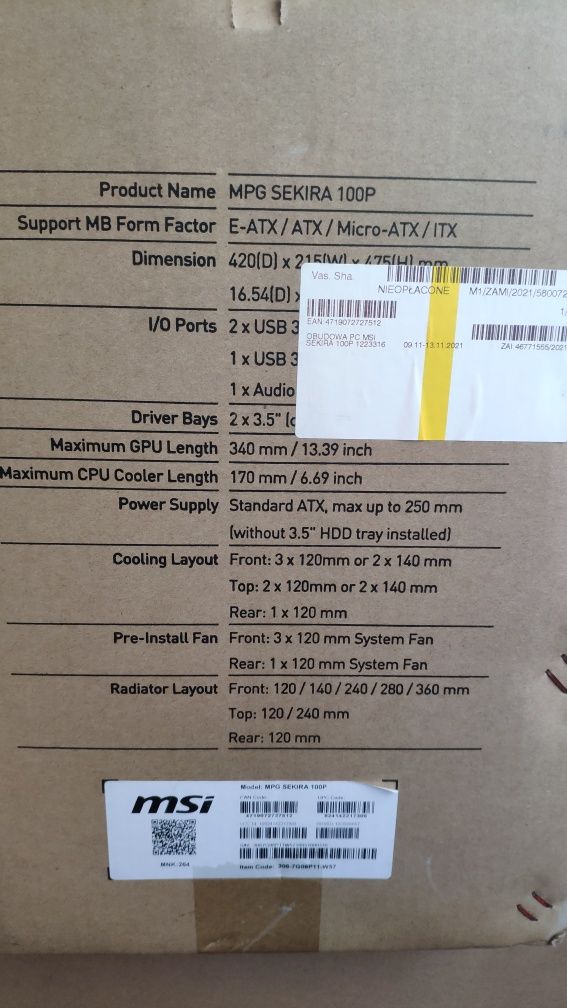 Product Name MPG SEKIRA 100P
Support MB Form Factor E-ATX / ATX / Micro-ATX / ITX
Dimension 420(D) x 215(W) x 475(H) mm
16.54(D)
I/O Ports 2 x USB 3
1 x USB 3
1 x Audio
Driver Bays 2 x 3.5"
Maximum GPU Length 340 mm / 13.39 inch
Maximum CPU Cooler Length 170 mm / 6.69 inch
Power Supply Standard ATX, max up to 250 mm
(without 3.5" HDD tray installed)
Cooling Layout Front: 3 x 120mm or 2 x 140 mm
Top: 2 x 120mm or 2 x 140 mm
Rear: 1 x 120 mm
Pre-Install Fan Front: 3 x 120 mm System Fan
Rear: 1 x 120 mm System Fan
Radiator Layout Front: 120 / 140 / 240 / 280 / 360 mm
Top: 120 / 240 mm
Rear: 120 mm
Vas. Sha.
NIEOPŁACONE M1/ZAM/2021/580072
EAN 4719072727512
OBUDOWA PC MSI
SEKIRA 100P 1223316 09.11-13.11.2021 ZAI 46771555/2021
msi
MNK-264
Model: MPG SEKIRA 100P
EAN Code: UPC Code:
4719072727512 824142217306
Item Code: 306-7G06P11-W57